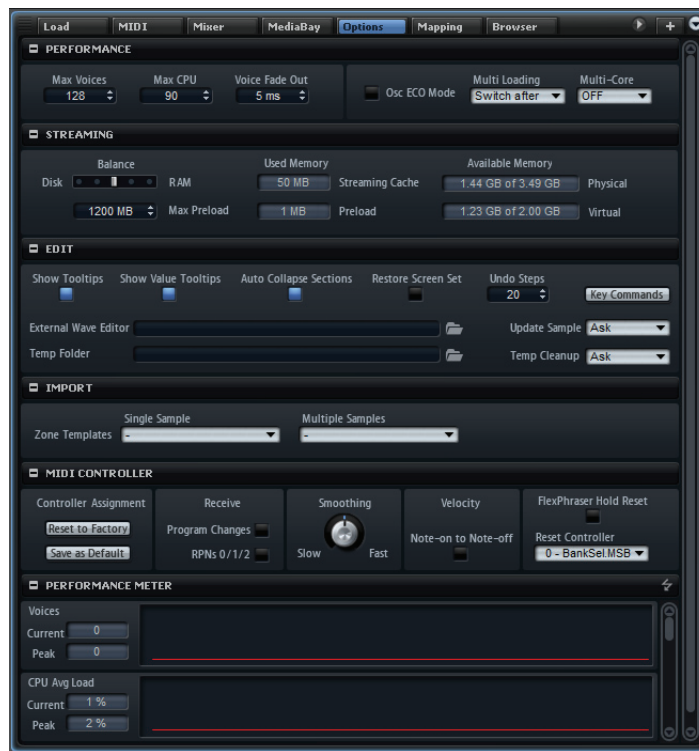 Load MIDI Mixer MediaBay Options Mapping Browser +
PERFORMANCE
Max Voices Max CPU Voice Fade Out Multi Loading Multi-Core
128 90 5 ms Osc ECO Mode Switch after OFF
STREAMING
Balance Used Memory Available Memory
Disk RAM 50 MB Streaming Cache 1.44 GB of 3.49 GB Physical
1200 MB Max Preload 1 MB Preload 1.23 GB of 2.00 GB Virtual
EDIT
Show Tooltips Show Value Tooltips Auto Collapse Sections Restore Screen Set Undo Steps
20 Key Commands
External Wave Editor Update Sample Ask
Temp Folder Temp Cleanup Ask
IMPORT
Single Sample Multiple Samples
Zone Templates - -
MIDI CONTROLLER
Controller Assignment Receive Smoothing Velocity FlexPhraser Hold Reset
Reset to Factory Program Changes Note-on to Note-off Reset Controller
Save as Default RPNs 0/1/2 Slow Fast 0 - BankSel.MSB
PERFORMANCE METER
Voices
Current 0
Peak 0
CPU Avg Load
Current 1 %
Peak 2 %